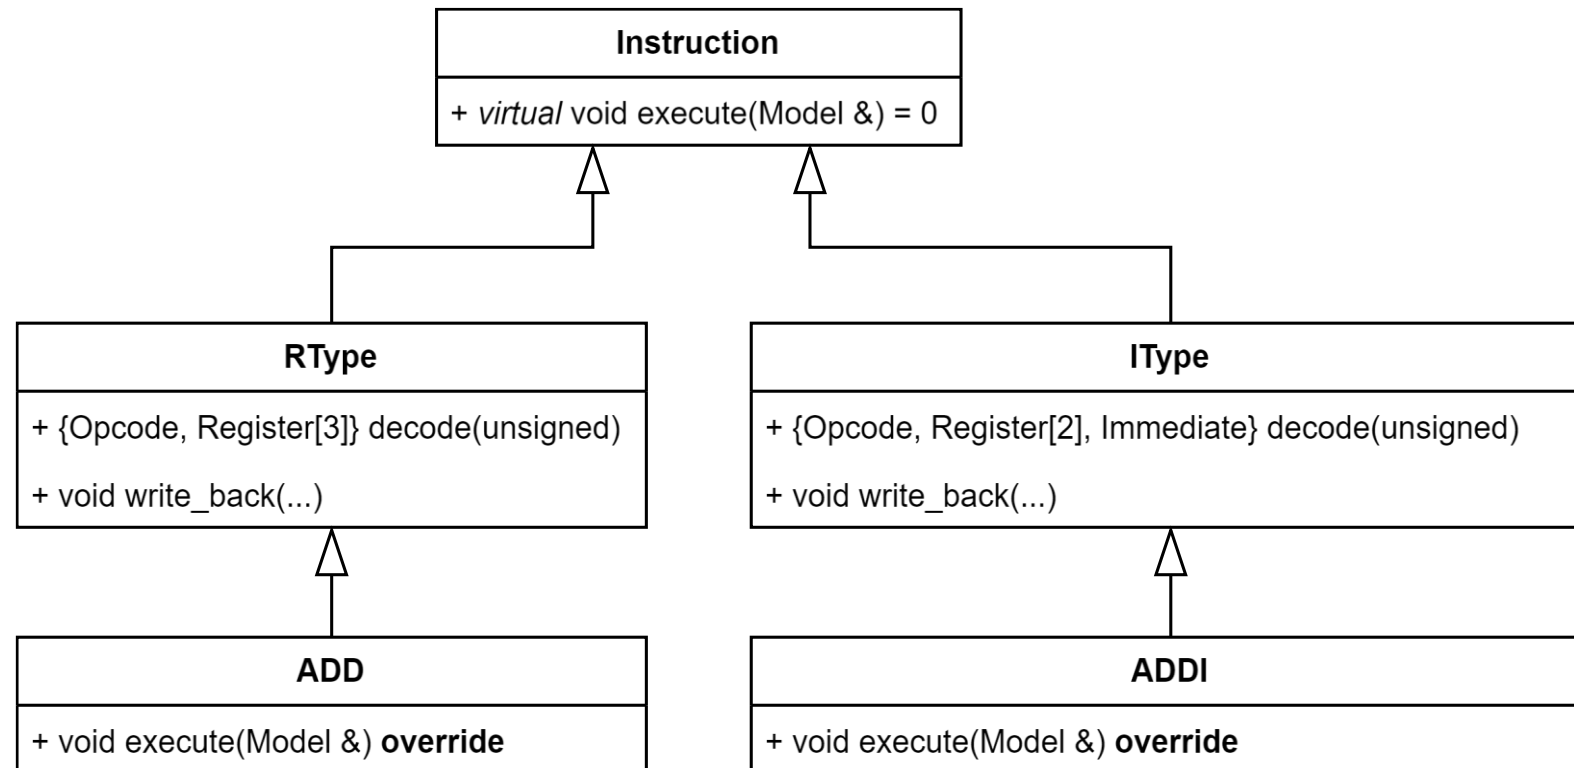 Instruction
+ virtual void execute(Model &) = 0
RType
+ {Opcode, Register[3]} decode(unsigned)
+ void write_back(...)
IType
+ {Opcode, Register[2], Immediate} decode(unsigned)
+ void write_back(...)
ADD
+ void execute(Model &) override
ADDI
+ void execute(Model &) override